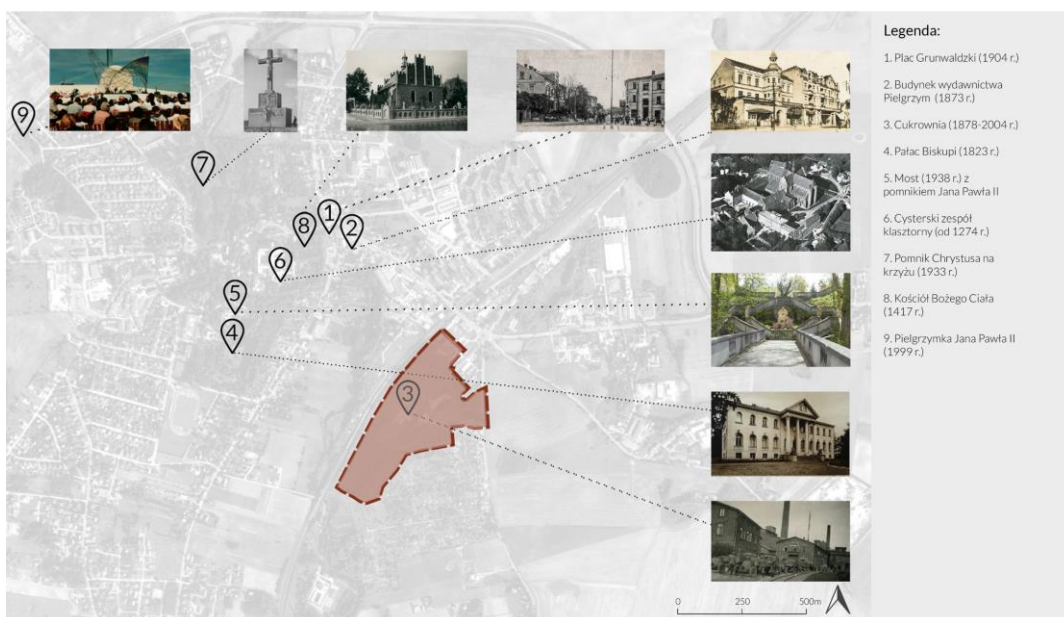 Legenda:
1. Plac Grunwaldzki (1904 r.)
2. Budynek wydawnictwa
Pielgrzym (1873 r.)
3. Cukrownia (1878-2004 r.)
4. Pałac Biskupi (1823 r.)
5. Most (1938 r.) z
pomnikiem Jana Pawła II
6. Cysterski zespół
klasztorny (od 1274 r.)
7. Pomnik Chrystusa na
krzyżu (1933 r.)
8. Kościół Bożego Ciała
(1417 r.)
9. Pielgrzymka Jana Pawła II
(1999 r.)
9
7
8
1
2
6
5
4
3
0
250
500m